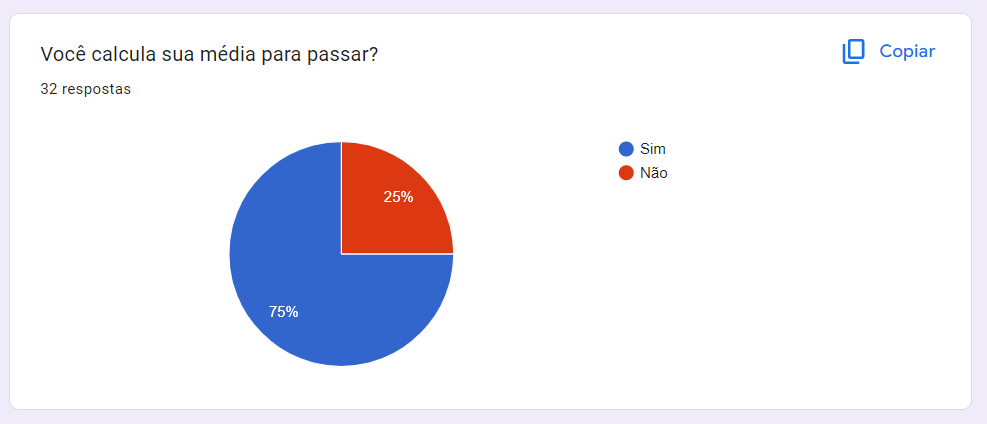 Você calcula sua média para passar?
Copiar
32 respostas
Sim
Não
25%
75%